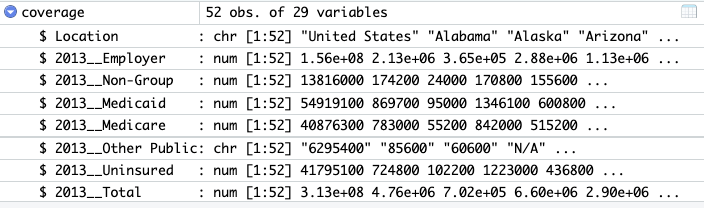 coverage 52 obs. of 29 variables
$ Location : chr [1:52] "United States" "Alabama" "Alaska" "Arizona" ...
$ 2013__Employer : num [1:52] 1.56e+08 2.13e+06 3.65e+05 2.88e+06 1.13e+06 ...
$ 2013__Non-Group : num [1:52] 13816000 174200 24000 170800 155600 ...
$ 2013__Medicaid : num [1:52] 54919100 869700 95000 1346100 600800 ...
$ 2013__Medicare : num [1:52] 40876300 783000 55200 842000 515200 ...
$ 2013__Other Public: chr [1:52] "6295400" "85600" "60600" "N/A" ...
$ 2013__Uninsured : num [1:52] 41795100 724800 102200 1223000 436800 ...
$ 2013__Total : num [1:52] 3.13e+08 4.76e+06 7.02e+05 6.60e+06 2.90e+06 ...